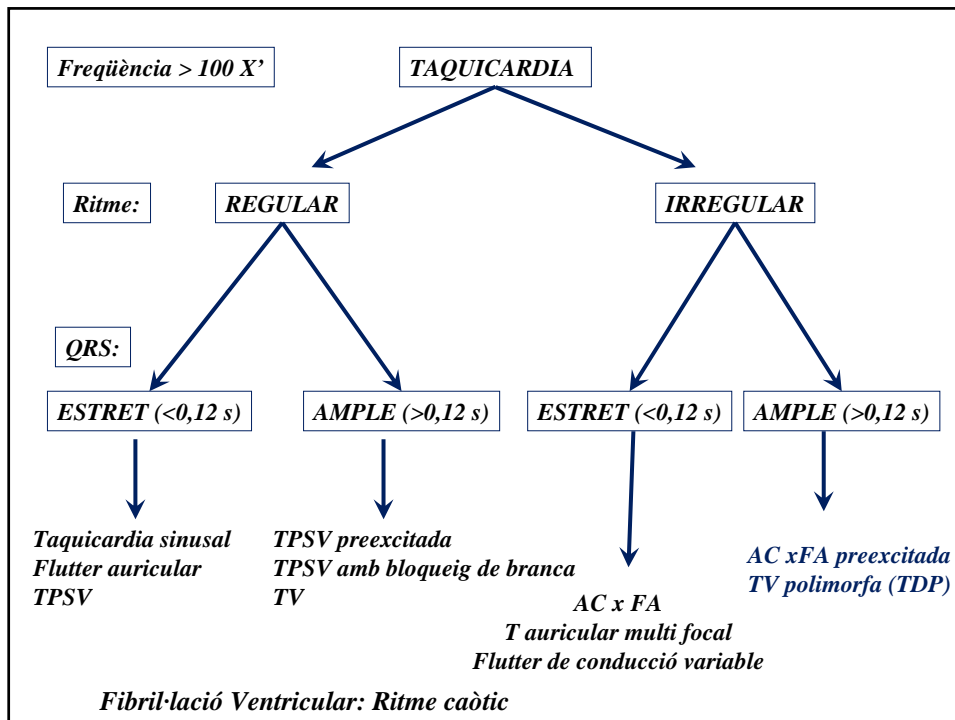 Freqüència > 100 X’
TAQUICARDIA
Ritme:
REGULAR
IRREGULAR
QRS:
ESTRET (<0,12 s)
AMPLE (>0,12 s)
ESTRET (<0,12 s)
AMPLE (>0,12 s)
Taquicardia sinusal
Flutter auricular
TPSV
TPSV preexcitada
TPSV amb bloqueig de branca
TV
AC x FA
T auricular multi focal
Flutter de conducció variable
AC xFA preexcitada
TV polimorfa (TDP)
Fibril·lació Ventricular: Ritme caòtic